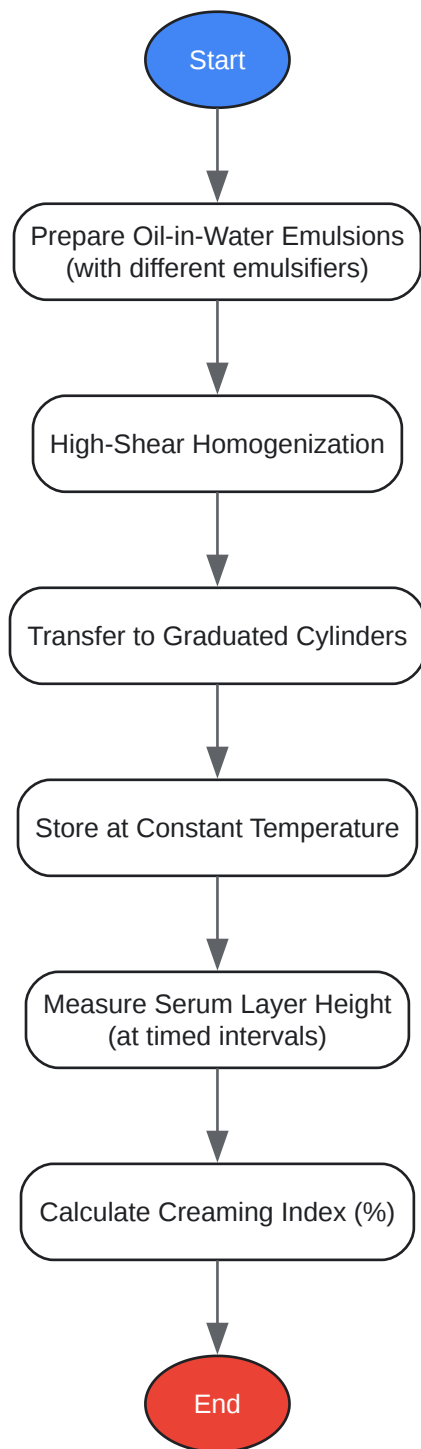 Start
Prepare Oil-in-Water Emulsions
(with different emulsifiers)
High-Shear Homogenization
Transfer to Graduated Cylinders
Store at Constant Temperature
Measure Serum Layer Height
(at timed intervals)
Calculate Creaming Index (%)
End